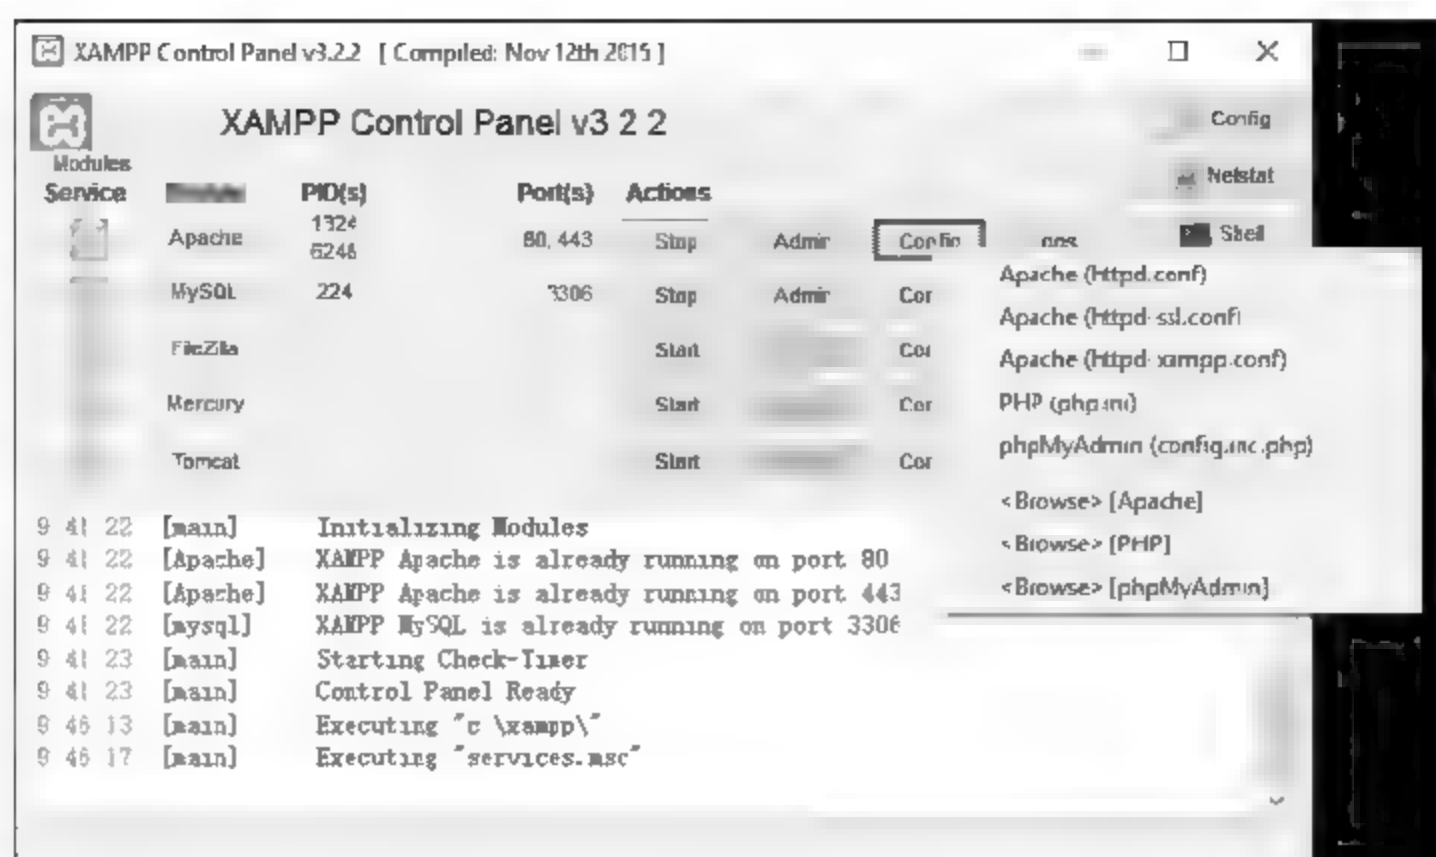 XAMPP Control Panel v3.2.2 [ Compiled: Nov 12th 2015 ]
XAMPP Control Panel v3 2 2
Config
Modules
Netstat
Service PID(s) Port(s) Actions
Shell
Apache 1324 6248 80, 443 Stop Admin Config
MySQL 224 3306 Stop Admin Con
FileZilla Start Con
Mercury Start Con
Tomcat Start Con
Apache (httpd.conf)
Apache (httpd-ssl.conf)
Apache (httpd-xampp.conf)
PHP (php.ini)
phpMyAdmin (config.inc.php)
<Browse> [Apache]
<Browse> [PHP]
<Browse> [phpMyAdmin]
9 41 22 [main] Initializing Modules
9 41 22 [Apache] XAMPP Apache is already running on port 80
9 41 22 [Apache] XAMPP Apache is already running on port 443
9 41 22 [mysql] XAMPP MySQL is already running on port 3306
9 41 23 [main] Starting Check-Timer
9 41 23 [main] Control Panel Ready
9 46 13 [main] Executing "c \xampp\"
9 46 17 [main] Executing "services.msc"